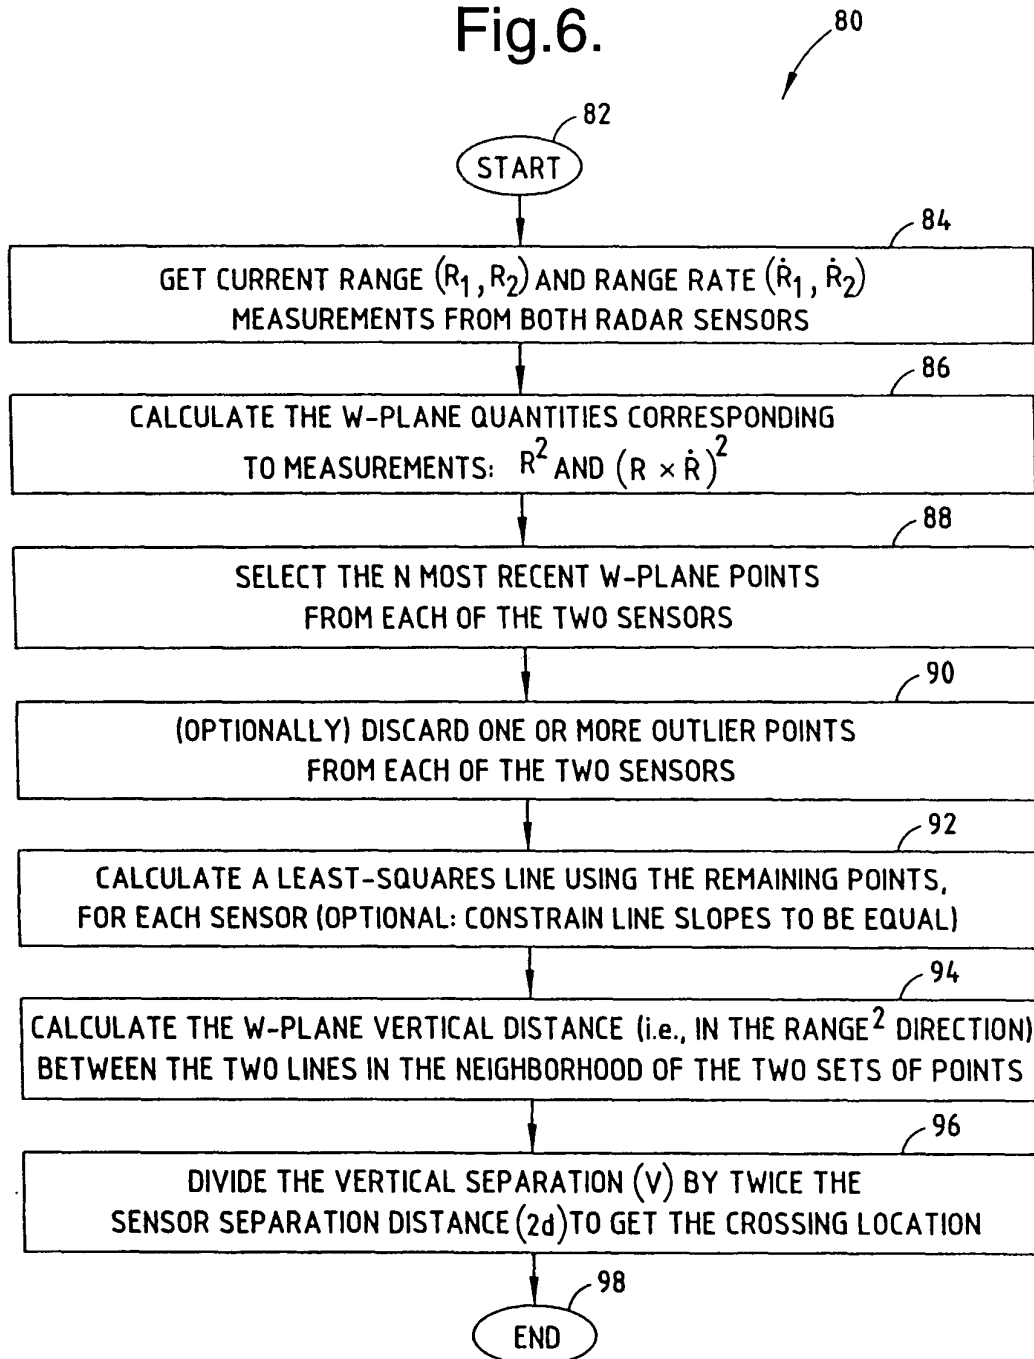 Fig.6.
80
82
START
84
GET CURRENT RANGE (R₁, R₂) AND RANGE RATE (Ṙ₁, Ṙ₂)
MEASUREMENTS FROM BOTH RADAR SENSORS
86
CALCULATE THE W-PLANE QUANTITIES CORRESPONDING
TO MEASUREMENTS: R² AND (R × Ṙ)²
88
SELECT THE N MOST RECENT W-PLANE POINTS
FROM EACH OF THE TWO SENSORS
90
(OPTIONALLY) DISCARD ONE OR MORE OUTLIER POINTS
FROM EACH OF THE TWO SENSORS
92
CALCULATE A LEAST-SQUARES LINE USING THE REMAINING POINTS,
FOR EACH SENSOR (OPTIONAL: CONSTRAIN LINE SLOPES TO BE EQUAL)
94
CALCULATE THE W-PLANE VERTICAL DISTANCE (i.e., IN THE RANGE² DIRECTION)
BETWEEN THE TWO LINES IN THE NEIGHBORHOOD OF THE TWO SETS OF POINTS
96
DIVIDE THE VERTICAL SEPARATION (V) BY TWICE THE
SENSOR SEPARATION DISTANCE (2d) TO GET THE CROSSING LOCATION
98
END